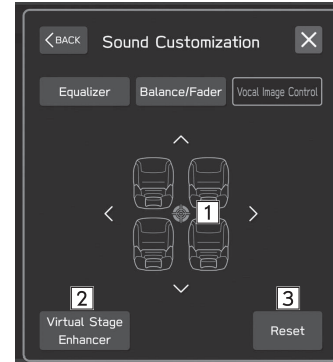 BACK Sound Customization
Equalizer Balance/Fader Vocal Image Control
1
2 3
Virtual Stage
Enhancer
Reset